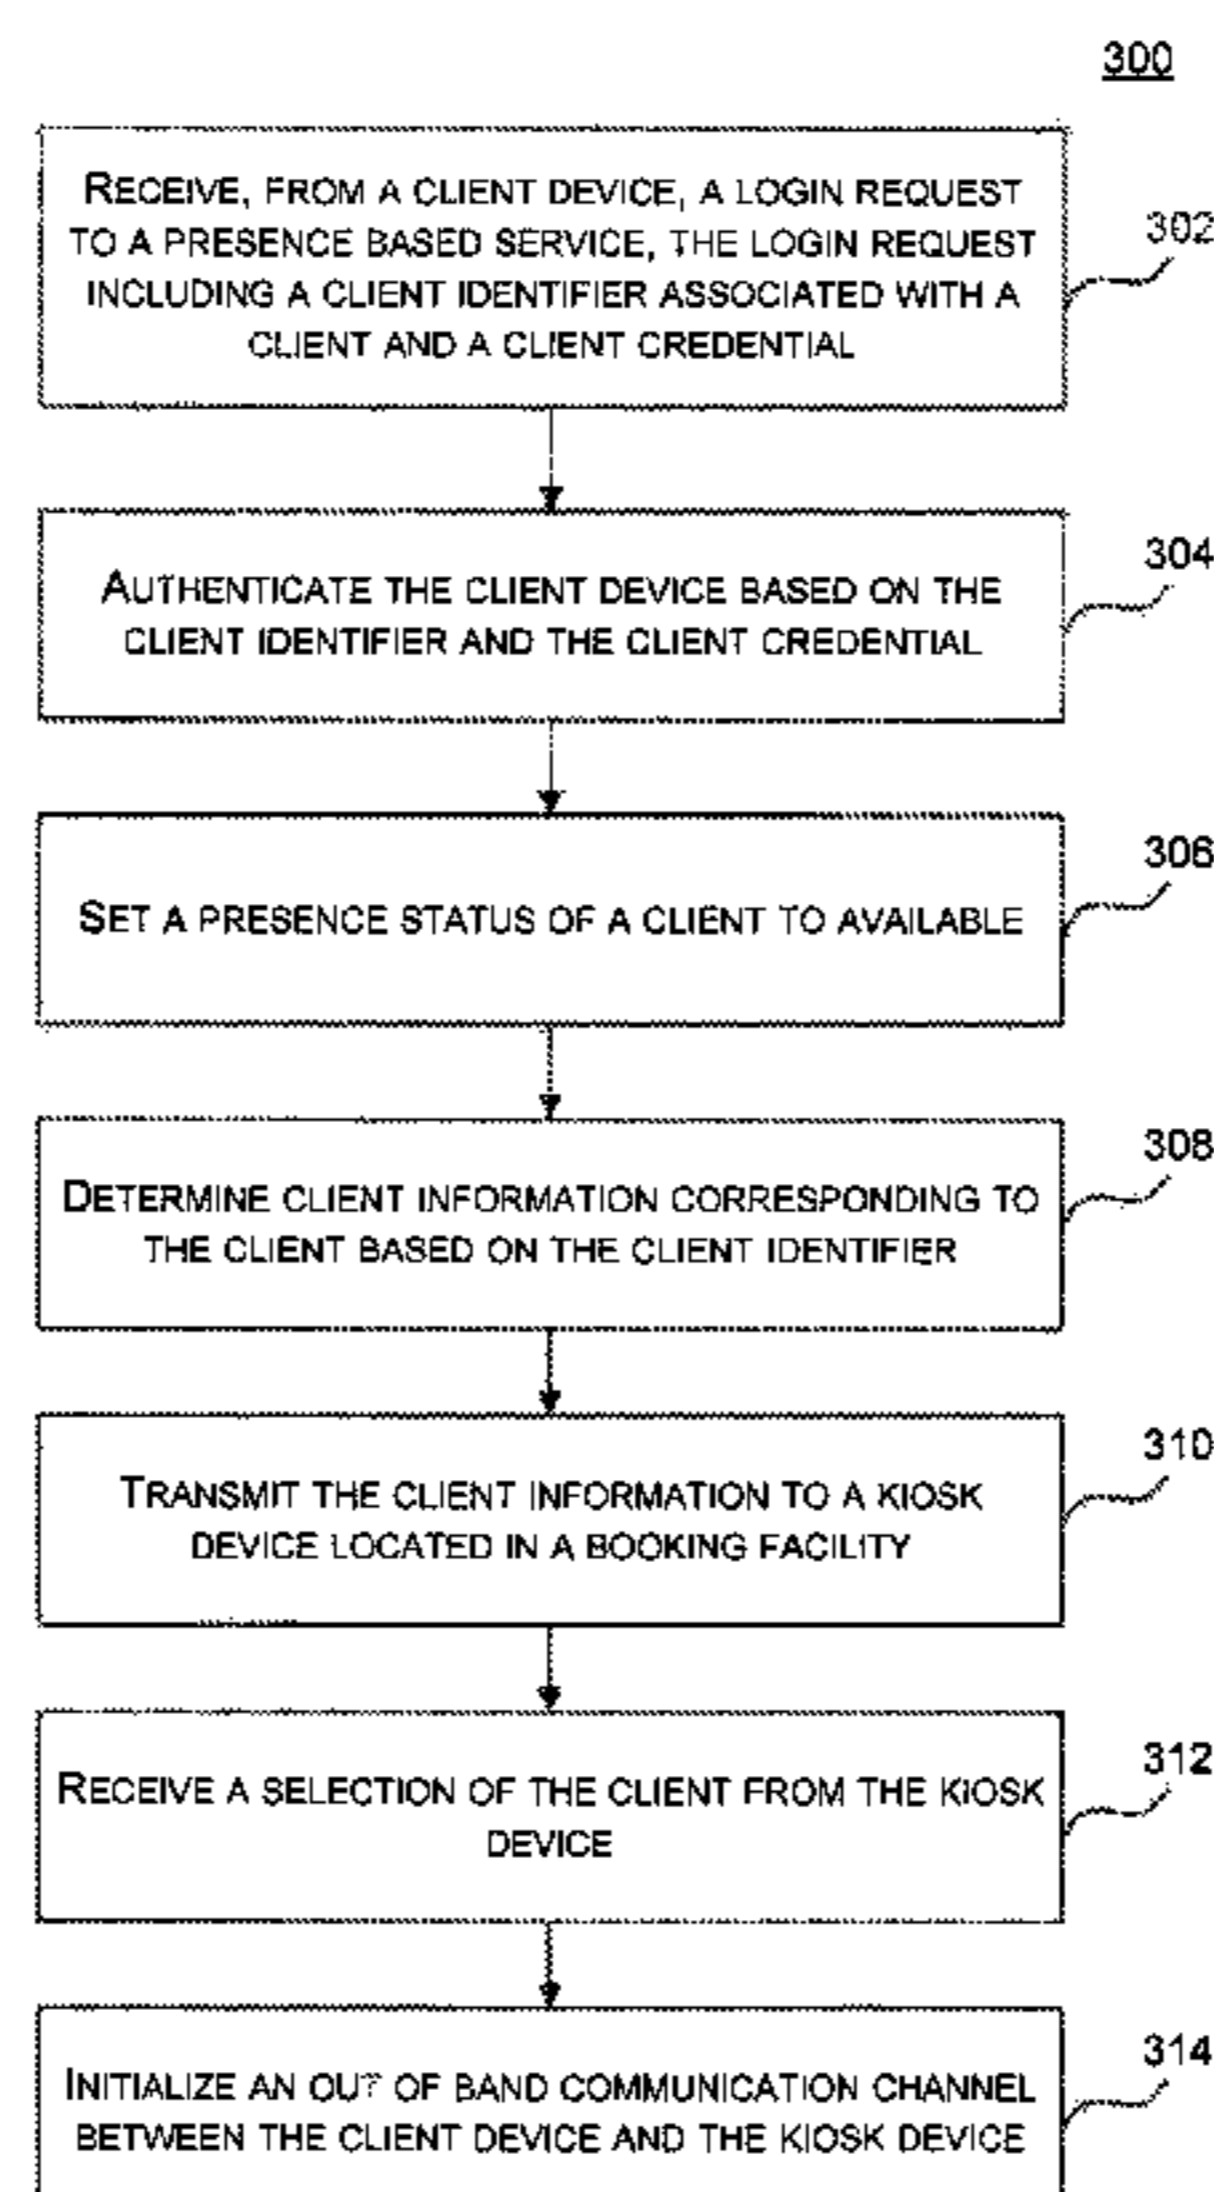 300
RECEIVE, FROM A CLIENT DEVICE, A LOGIN REQUEST
TO A PRESENCE BASED SERVICE, THE LOGIN REQUEST
INCLUDING A CLIENT IDENTIFIER ASSOCIATED WITH A
CLIENT AND A CLIENT CREDENTIAL
302
AUTHENTICATE THE CLIENT DEVICE BASED ON THE
CLIENT IDENTIFIER AND THE CLIENT CREDENTIAL
304
SET A PRESENCE STATUS OF A CLIENT TO AVAILABLE
306
DETERMINE CLIENT INFORMATION CORRESPONDING TO
THE CLIENT BASED ON THE CLIENT IDENTIFIER
308
TRANSMIT THE CLIENT INFORMATION TO A KIOSK
DEVICE LOCATED IN A BOOKING FACILITY
310
RECEIVE A SELECTION OF THE CLIENT FROM THE KIOSK
DEVICE
312
INITIALIZE AN OUT OF BAND COMMUNICATION CHANNEL
BETWEEN THE CLIENT DEVICE AND THE KIOSK DEVICE
314